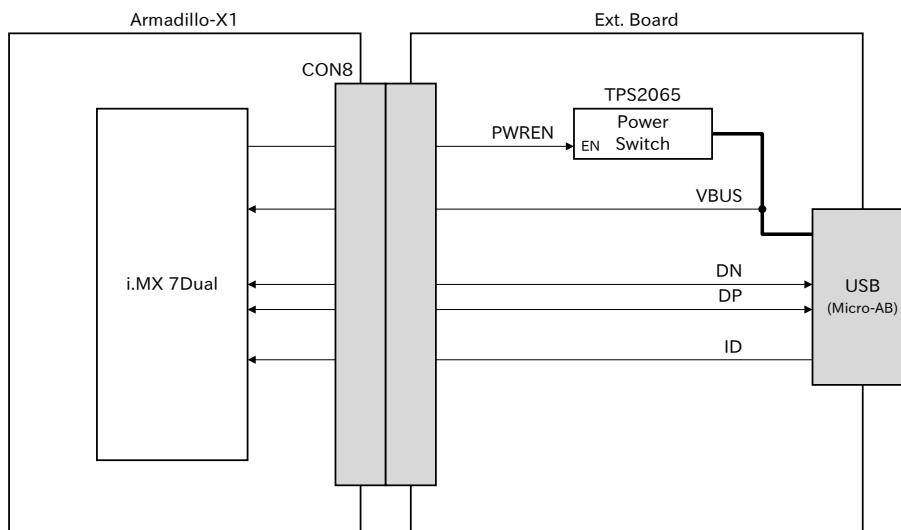 Armadillo-X1
Ext. Board
CON8
TPS2065
Power
Switch
PWREN
EN
VBUS
i.MX 7Dual
DN
USB
(Micro-AB)
DP
ID